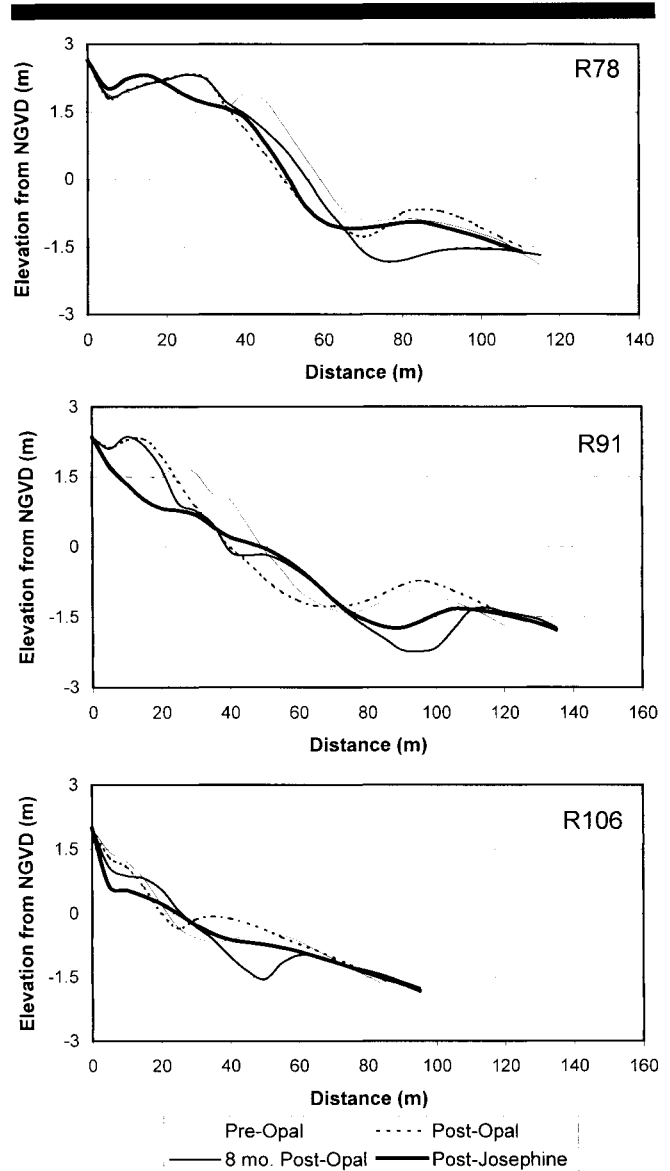 R78
Elevation from NGVD (m)
3
1.5
0
-1.5
-3
0 20 40 60 80 100 120 140
Distance (m)
R91
Elevation from NGVD (m)
3
1.5
0
-1.5
-3
0 20 40 60 80 100 120 140 160
Distance (m)
R106
Elevation from NGVD (m)
3
1.5
0
-1.5
-3
0 20 40 60 80 100 120 140 160
Distance (m)
Pre-Opal Post-Opal
8 mo. Post-Opal Post-Josephine